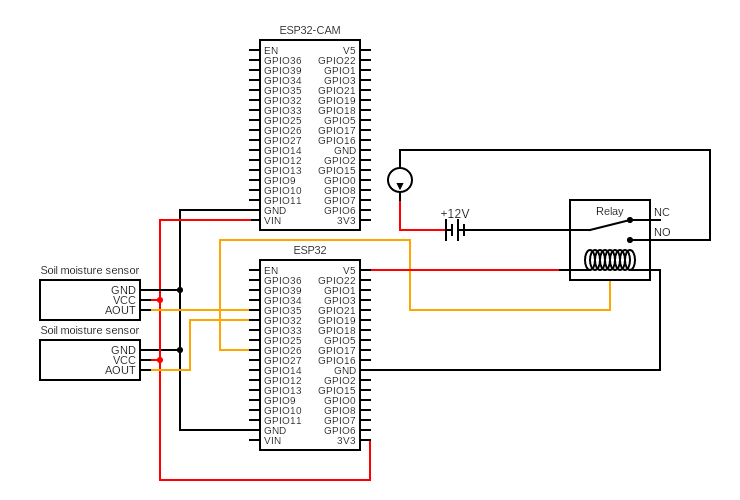 ESP32-CAM
EN V5
GPIO36 GPIO22
GPIO39 GPIO1
GPIO34 GPIO3
GPIO35 GPIO21
GPIO32 GPIO19
GPIO33 GPIO18
GPIO25 GPIO5
GPIO26 GPIO17
GPIO27 GPIO16
GPIO14 GND
GPIO12 GPIO2
GPIO13 GPIO15
GPIO9 GPIO0
GPIO10 GPIO8
GPIO11 GPIO7
GND GPIO6
VIN 3V3
+12V
Relay
NC
NO
ESP32
EN V5
GPIO36 GPIO22
GPIO39 GPIO1
GPIO34 GPIO3
GPIO35 GPIO21
GPIO32 GPIO19
GPIO33 GPIO18
GPIO25 GPIO5
GPIO26 GPIO17
GPIO27 GPIO16
GPIO14 GND
GPIO12 GPIO2
GPIO13 GPIO15
GPIO9 GPIO0
GPIO10 GPIO8
GPIO11 GPIO7
GND GPIO6
VIN 3V3
Soil moisture sensor
GND
VCC
AOUT
Soil moisture sensor
GND
VCC
AOUT